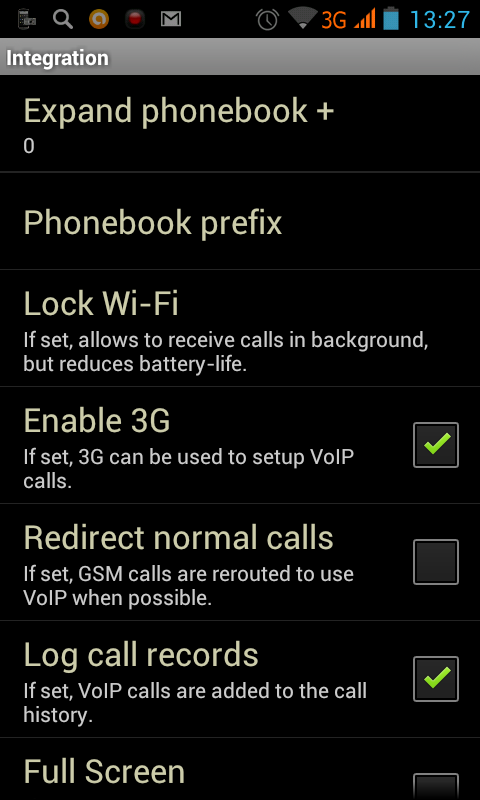 3G 13:27
Integration
Expand phonebook +
0
Phonebook prefix
Lock Wi-Fi
If set, allows to receive calls in background,
but reduces battery-life.
Enable 3G
If set, 3G can be used to setup VoIP
calls.
Redirect normal calls
If set, GSM calls are rerouted to use
VoIP when possible.
Log call records
If set, VoIP calls are added to the call
history.
Full Screen